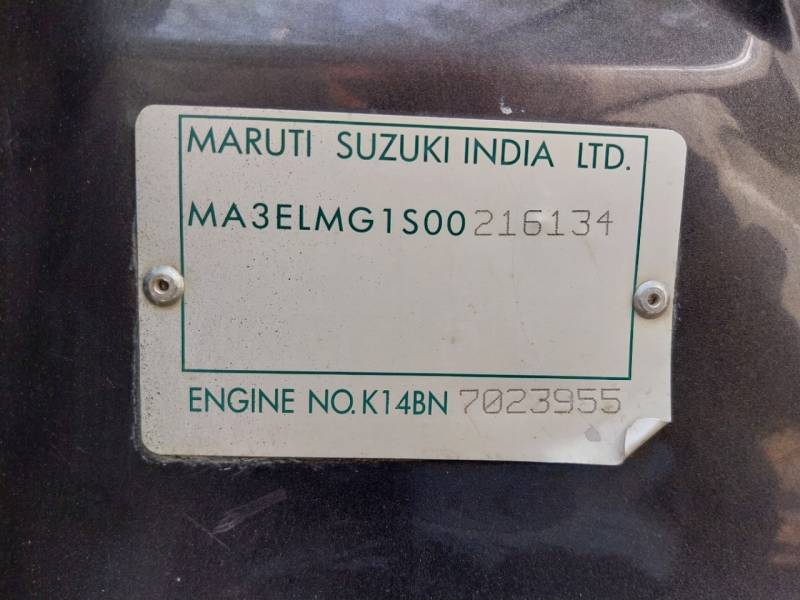 MARUTI SUZUKI INDIA LTD.
MA3ELMG1S00216134
ENGINE NO. K14BN 7023955